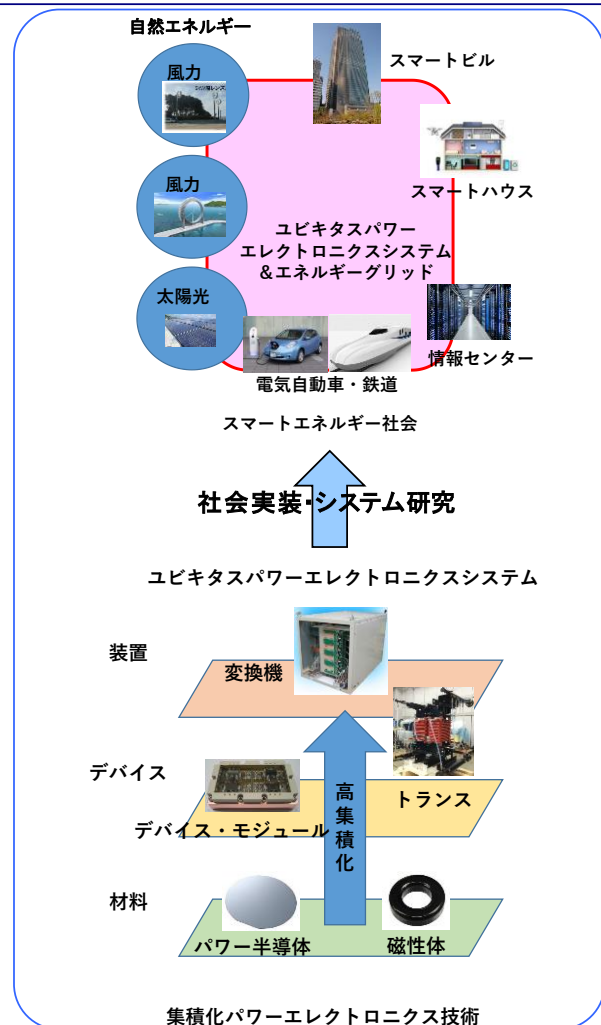 自然エネルギー
風力
スマートビル
スマートハウス
風力
ユビキタスパワー
エレクトロニクスシステム
＆エネルギーグリッド
太陽光
情報センター
電気自動車・鉄道
スマートエネルギー社会
社会実装・システム研究
ユビキタスパワーエレクトロニクスシステム
装置
変換機
デバイス
トランス
デバイス・モジュール
高集積化
材料
パワー半導体
磁性体
集積化パワーエレクトロニクス技術